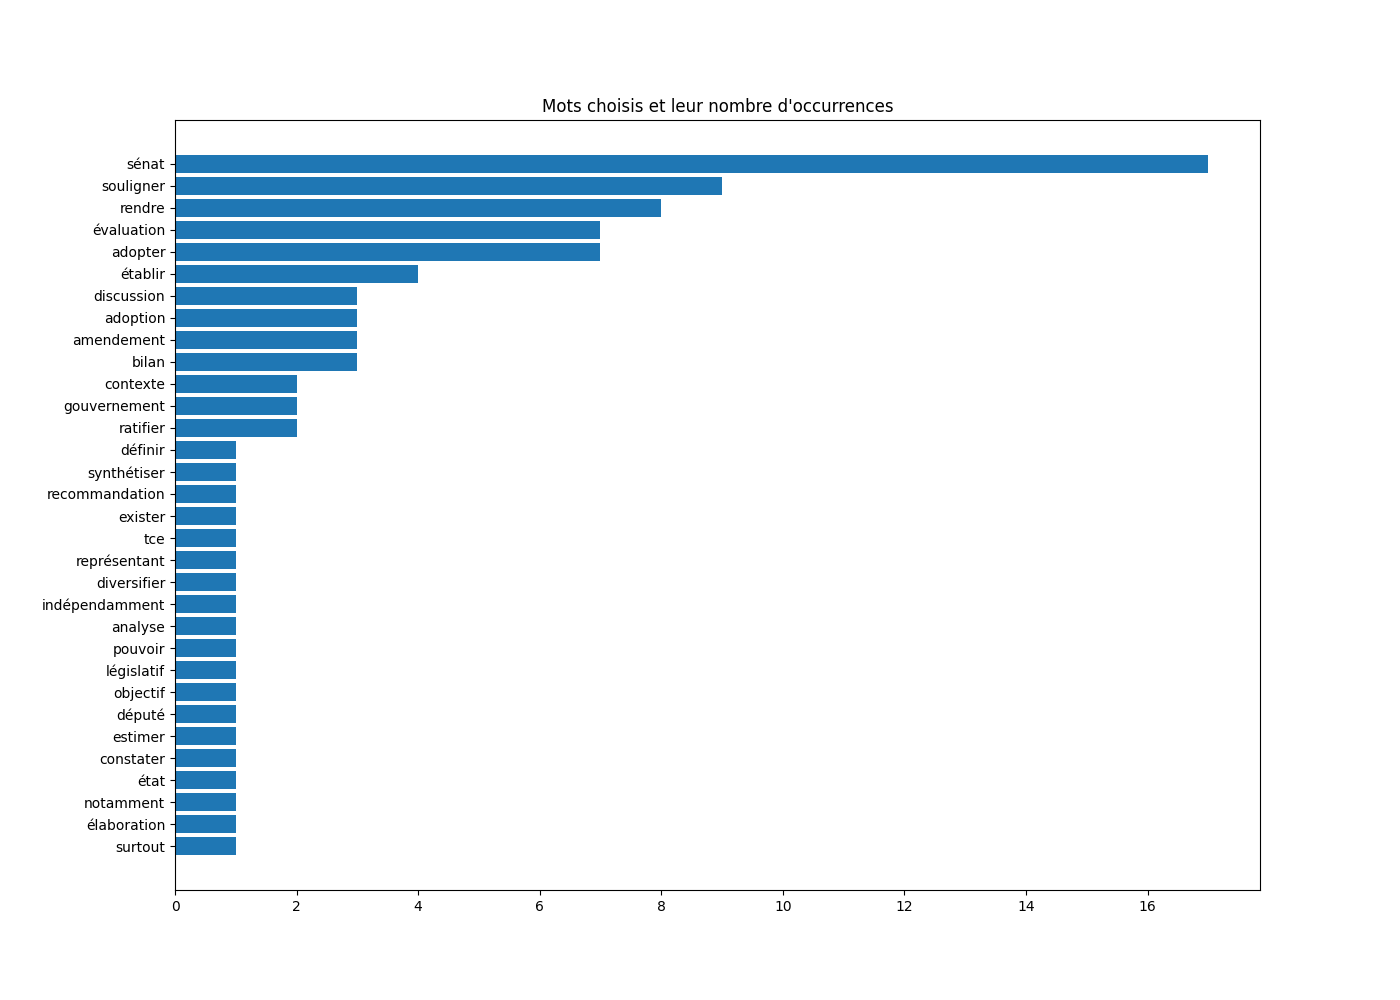 Mots choisis et leur nombre d'occurrences
sénat
souligner
rendre
évaluation
adopter
établir
discussion
adoption
amendement
bilan
contexte
gouvernement
ratifier
définir
synthétiser
recommandation
exister
tce
représentant
diversifier
indépendamment
analyse
pouvoir
législatif
objectif
député
estimer
constater
état
notamment
élaboration
surtout
0 2 4 6 8 10 12 14 16